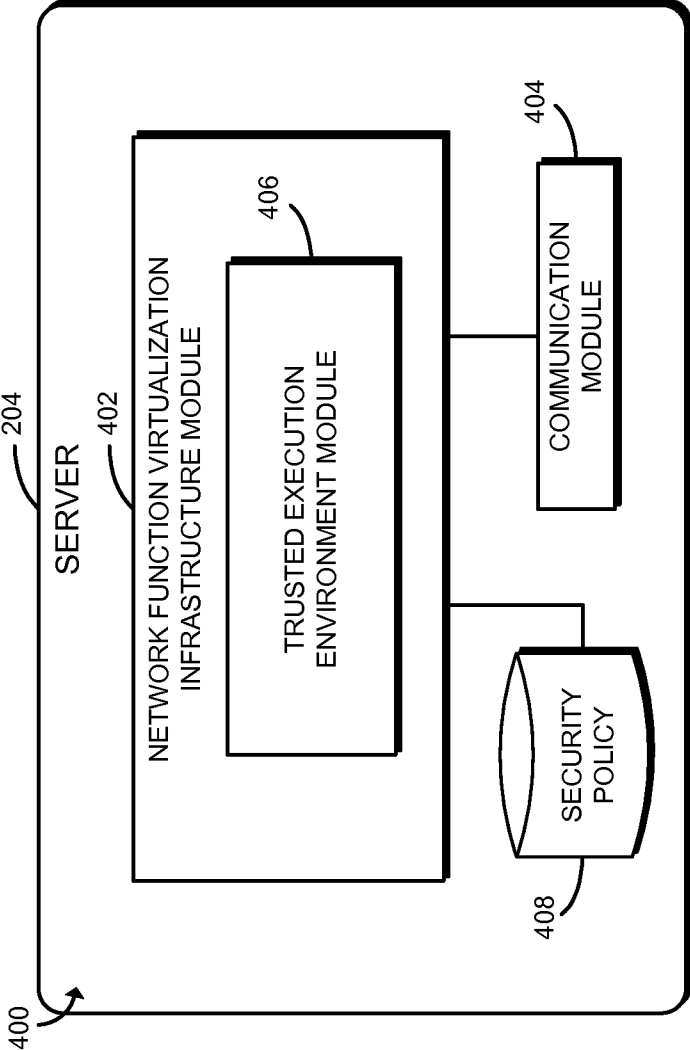 400
204
SERVER
402
NETWORK FUNCTION VIRTUALIZATION
INFRASTRUCTURE MODULE
406
TRUSTED EXECUTION
ENVIRONMENT MODULE
408
SECURITY
POLICY
404
COMMUNICATION
MODULE